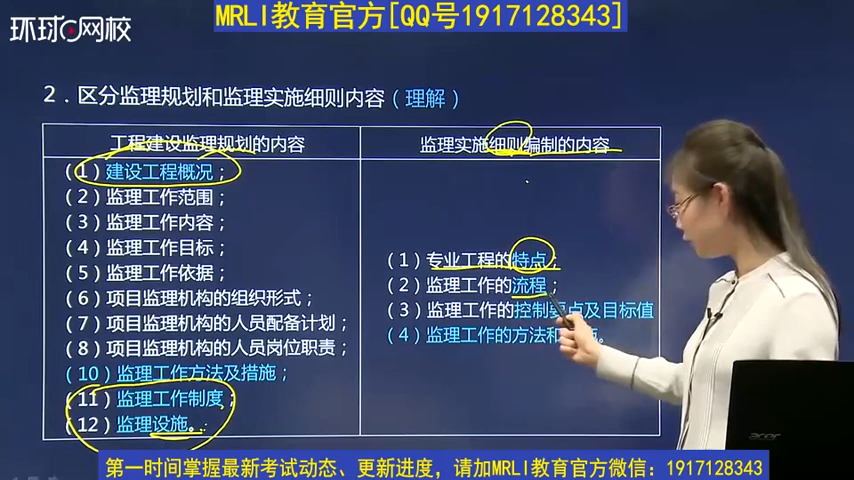 MRLI教育官方[QQ号1917128343]
环球网校
2．区分监理规划和监理实施细则内容（理解）
工程建设监理规划的内容
监理实施细则编制的内容
（1）建设工程概况；
（2）监理工作范围；
（3）监理工作内容；
（4）监理工作目标；
（5）监理工作依据；
（6）项目监理机构的组织形式；
（7）项目监理机构的人员配备计划；
（8）项目监理机构的人员岗位职责；
（10）监理工作方法及措施；
（11）监理工作制度；
（12）监理设施。
（1）专业工程的特点；
（2）监理工作的流程；
（3）监理工作的控制要点及目标值
（4）监理工作的方法和 。
acer
第一时间掌握最新考试动态、更新进度，请加MRLI教育官方微信：1917128343